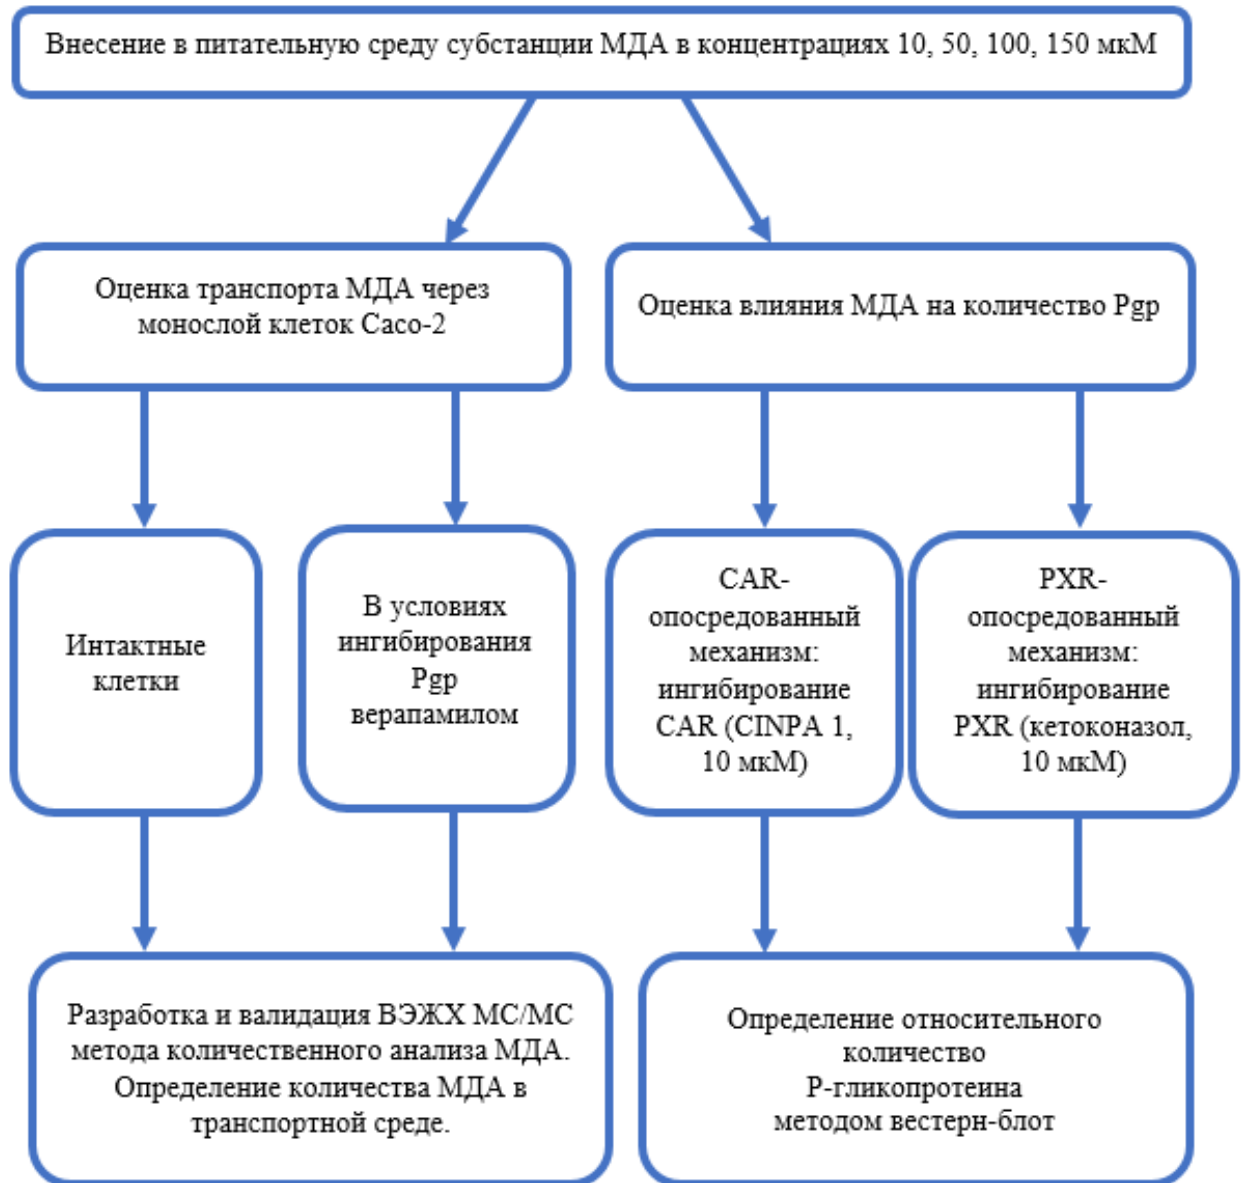 Внесение в питательную среду субстанции МДА в концентрациях 10, 50, 100, 150 мкМ
Оценка транспорта МДА через
монослой клеток Caco-2
Оценка влияния МДА на количество Pgp
Интактные
клетки
В условиях
ингибирования
Pgp
верапамилом
CAR-
опосредованный
механизм:
ингибирование
CAR (CINPA 1,
10 мкМ)
PXR-
опосредованный
механизм:
ингибирование
PXR (кетоконазол,
10 мкМ)
Разработка и валидация ВЭЖХ МС/МС
метода количественного анализа МДА.
Определение количества МДА в
транспортной среде.
Определение относительного
количество
Р-гликопротеина
методом вестерн-блот